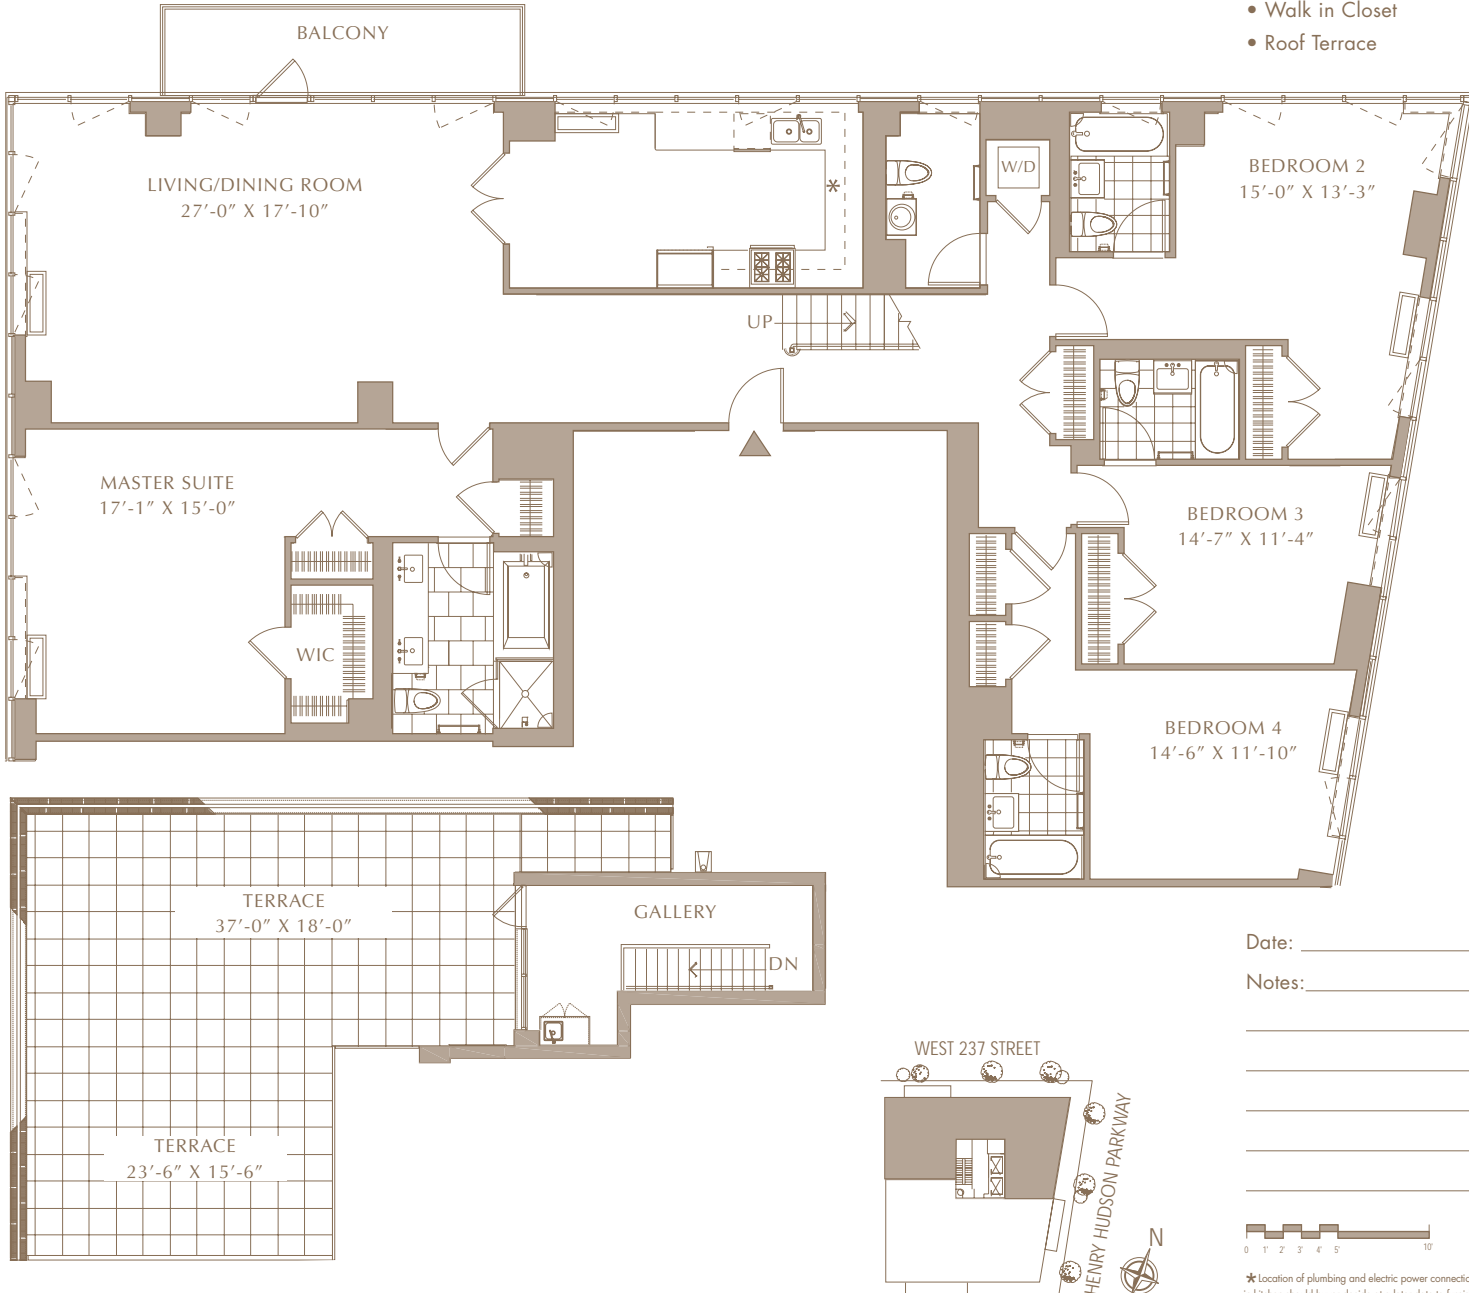 • Walk in Closet
• Roof Terrace
BALCONY
LIVING/DINING ROOM
27'-0" X 17'-10"
*
W/D
BEDROOM 2
15'-0" X 13'-3"
UP
MASTER SUITE
17'-1" X 15'-0"
WIC
BEDROOM 3
14'-7" X 11'-4"
BEDROOM 4
14'-6" X 11'-10"
TERRACE
37'-0" X 18'-0"
GALLERY
DN
TERRACE
23'-6" X 15'-6"
Date:
Notes:
WEST 237 STREET
HENRY HUDSON PARKWAY
N
0 1' 2' 3' 4' 5' 10'
* Location of plumbing and electric power connectio